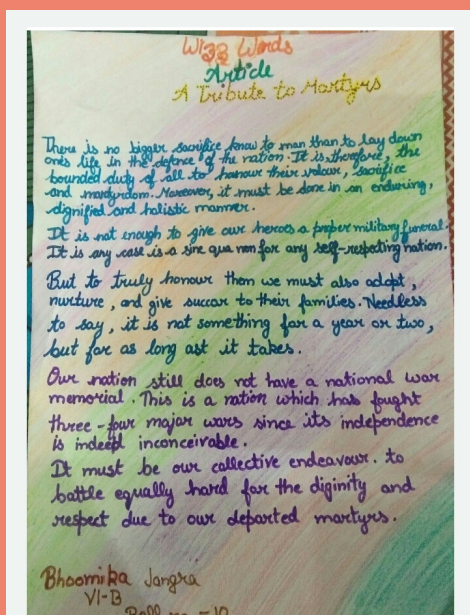 Wizz Words
Article
A Tribute to Martyrs
There is no bigger sacrifice know to man than to lay down
ones life in the defence of the nation. It is therefore, the
bounded duty of all to honour their valour, sacrifice
and martyrdom. Moreover, it must be done in an enduring,
dignified and holistic manner.
It is not enough to give our heroes a proper military funeral.
It is any case is a sine qua non for any self-respecting nation.
But to truly honour them we must also adopt,
nurture, and give succor to their families. Needless
to say, it is not something for a year or two,
but for as long ast it takes.
Our nation still does not have a national war
memorial. This is a nation which has fought
three-four major wars since its independence
is indeed inconceivable.
It must be our collective endeavour. to
battle equally hard for the diginity and
respect due to our departed martyrs.
Bhoomika Jangra
VI-B
Roll no - 10